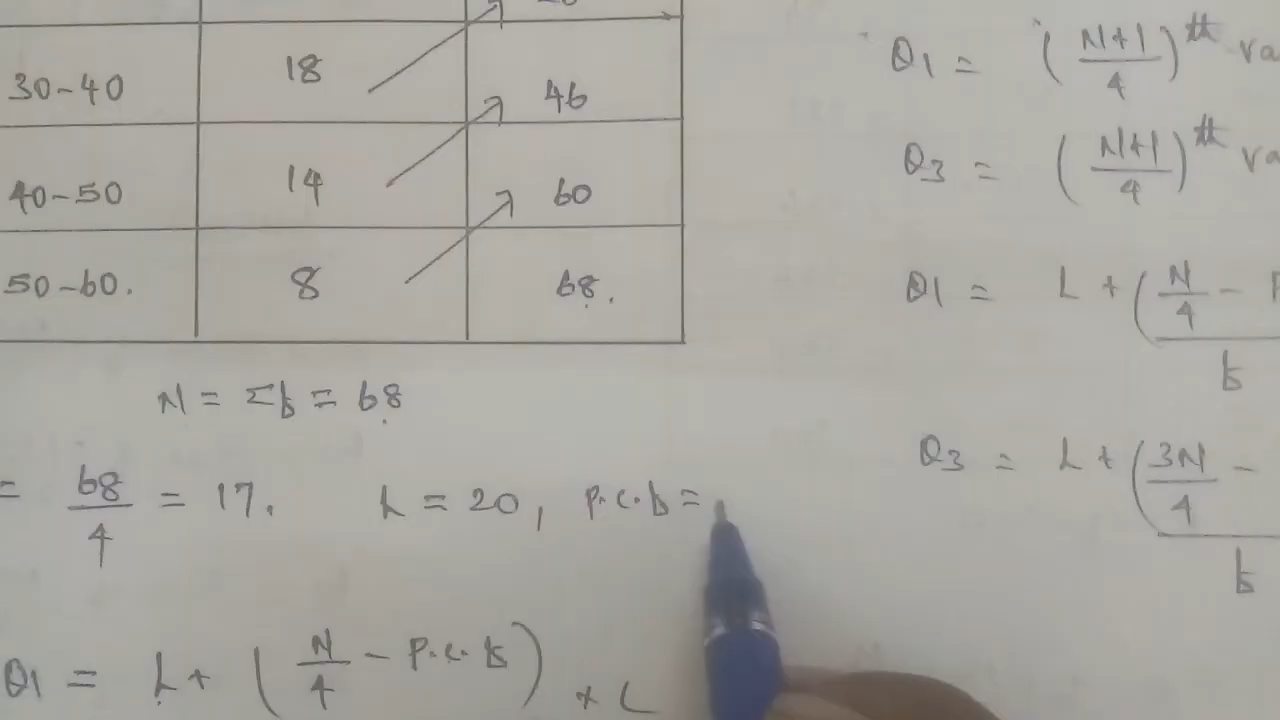 Q1 = (N+1/4)th va
30-40 18 46
Q3 = (N+1/4)th va
40-50 14 60
50-60. 8 68.
Q1 = L + (N/4 - P
f
N = Σf = 68
Q3 = L + (3N/4 -
f
= 68/4 = 17. L = 20, p.c.f =
Q1 = L + (N/4 - p.c.f) × C